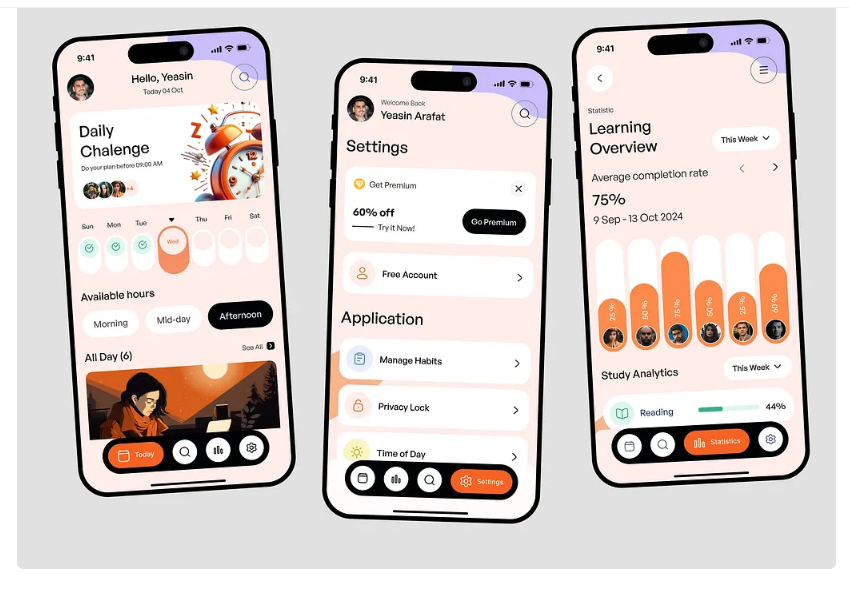 9:41
Hello, Yeasin
Today 04 Oct
Daily
Chalenge
Do your plan before 09:00 AM
+4
Sun Mon Tue Thu Fri Sat
Wed
Available hours
Morning Mid-day Afternoon
All Day (6) See All
Today
9:41
Welcome Back
Yeasin Arafat
Settings
Get Premium
60% off
Try it Now!
Go Premium
Free Account
Application
Manage Habits
Privacy Lock
Time of Day
Settings
9:41
Statistic
Learning
Overview
This Week
Average completion rate
75%
9 Sep - 13 Oct 2024
25 % 50 % 75 % 50 % 25 % 60 %
Study Analytics
This Week
Reading 44%
Statistics